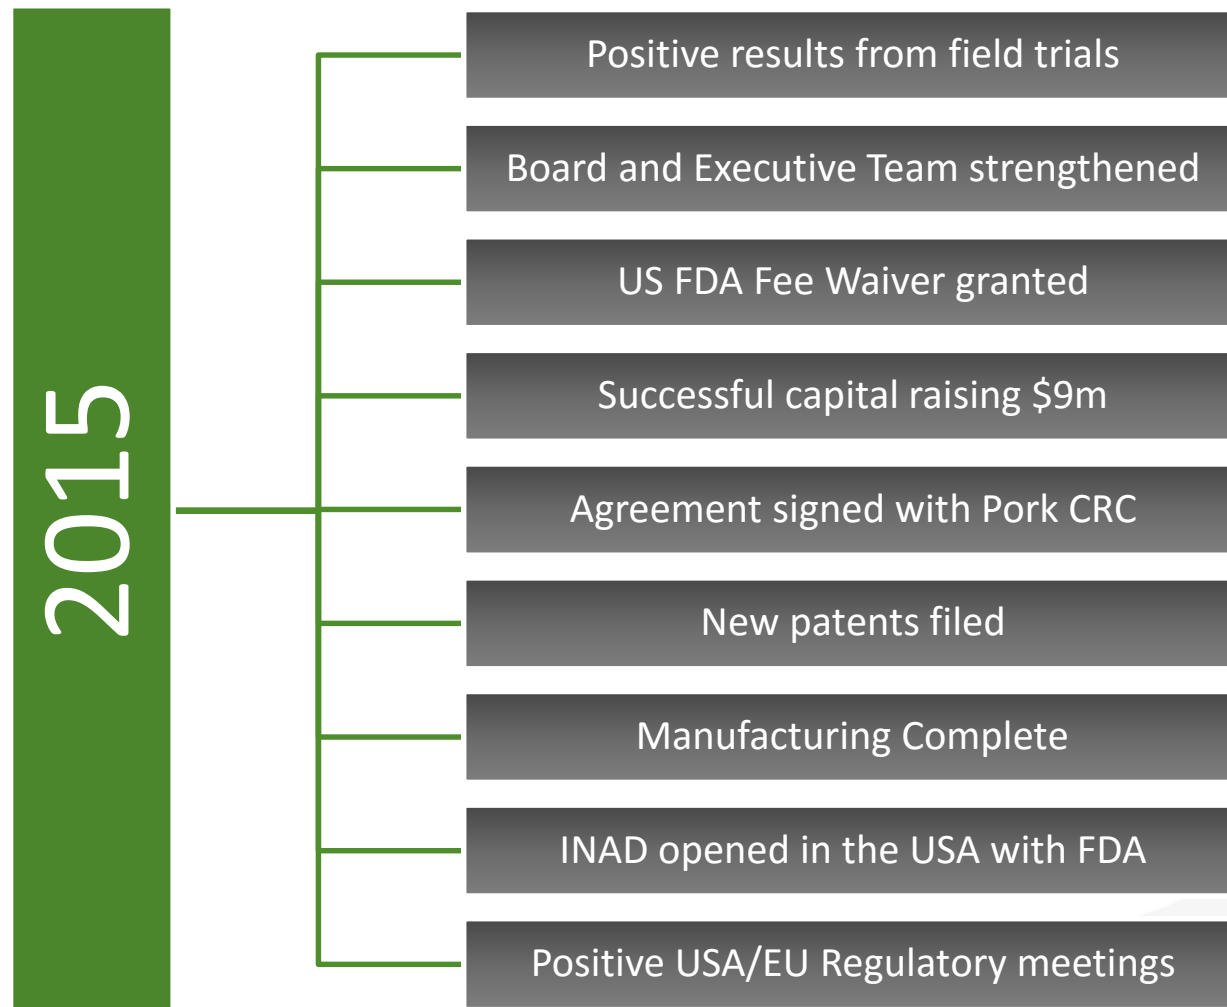 2015
Positive results from field trials
Board and Executive Team strengthened
US FDA Fee Waiver granted
Successful capital raising $9m
Agreement signed with Pork CRC
New patents filed
Manufacturing Complete
INAD opened in the USA with FDA
Positive USA/EU Regulatory meetings